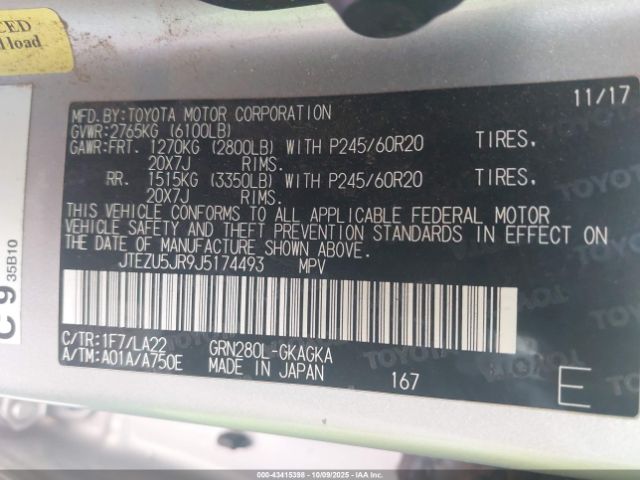 CED
d load
C 9 35B10
11/17
MFD.BY:TOYOTA MOTOR CORPORATION
GVWR:2765KG (6100LB)
GAWR:FRT. 1270KG (2800LB) WITH P245/60R20 TIRES,
20X7J RIMS.
RR. 1515KG (3350LB) WITH P245/60R20 TIRES,
20X7J RIMS.
THIS VEHICLE CONFORMS TO ALL APPLICABLE FEDERAL MOTOR
VEHICLE SAFETY AND THEFT PREVENTION STANDARDS IN EFFECT ON
THE DATE OF MANUFACTURE SHOWN ABOVE.
JTEZU5JR9J5174493 MPV
C/TR:1F7/LA22 GRN280L-GKAGKA
A/TM:A01A/A750E MADE IN JAPAN 167 E
000-43415398 - 10/09/2025 - IAA Inc.